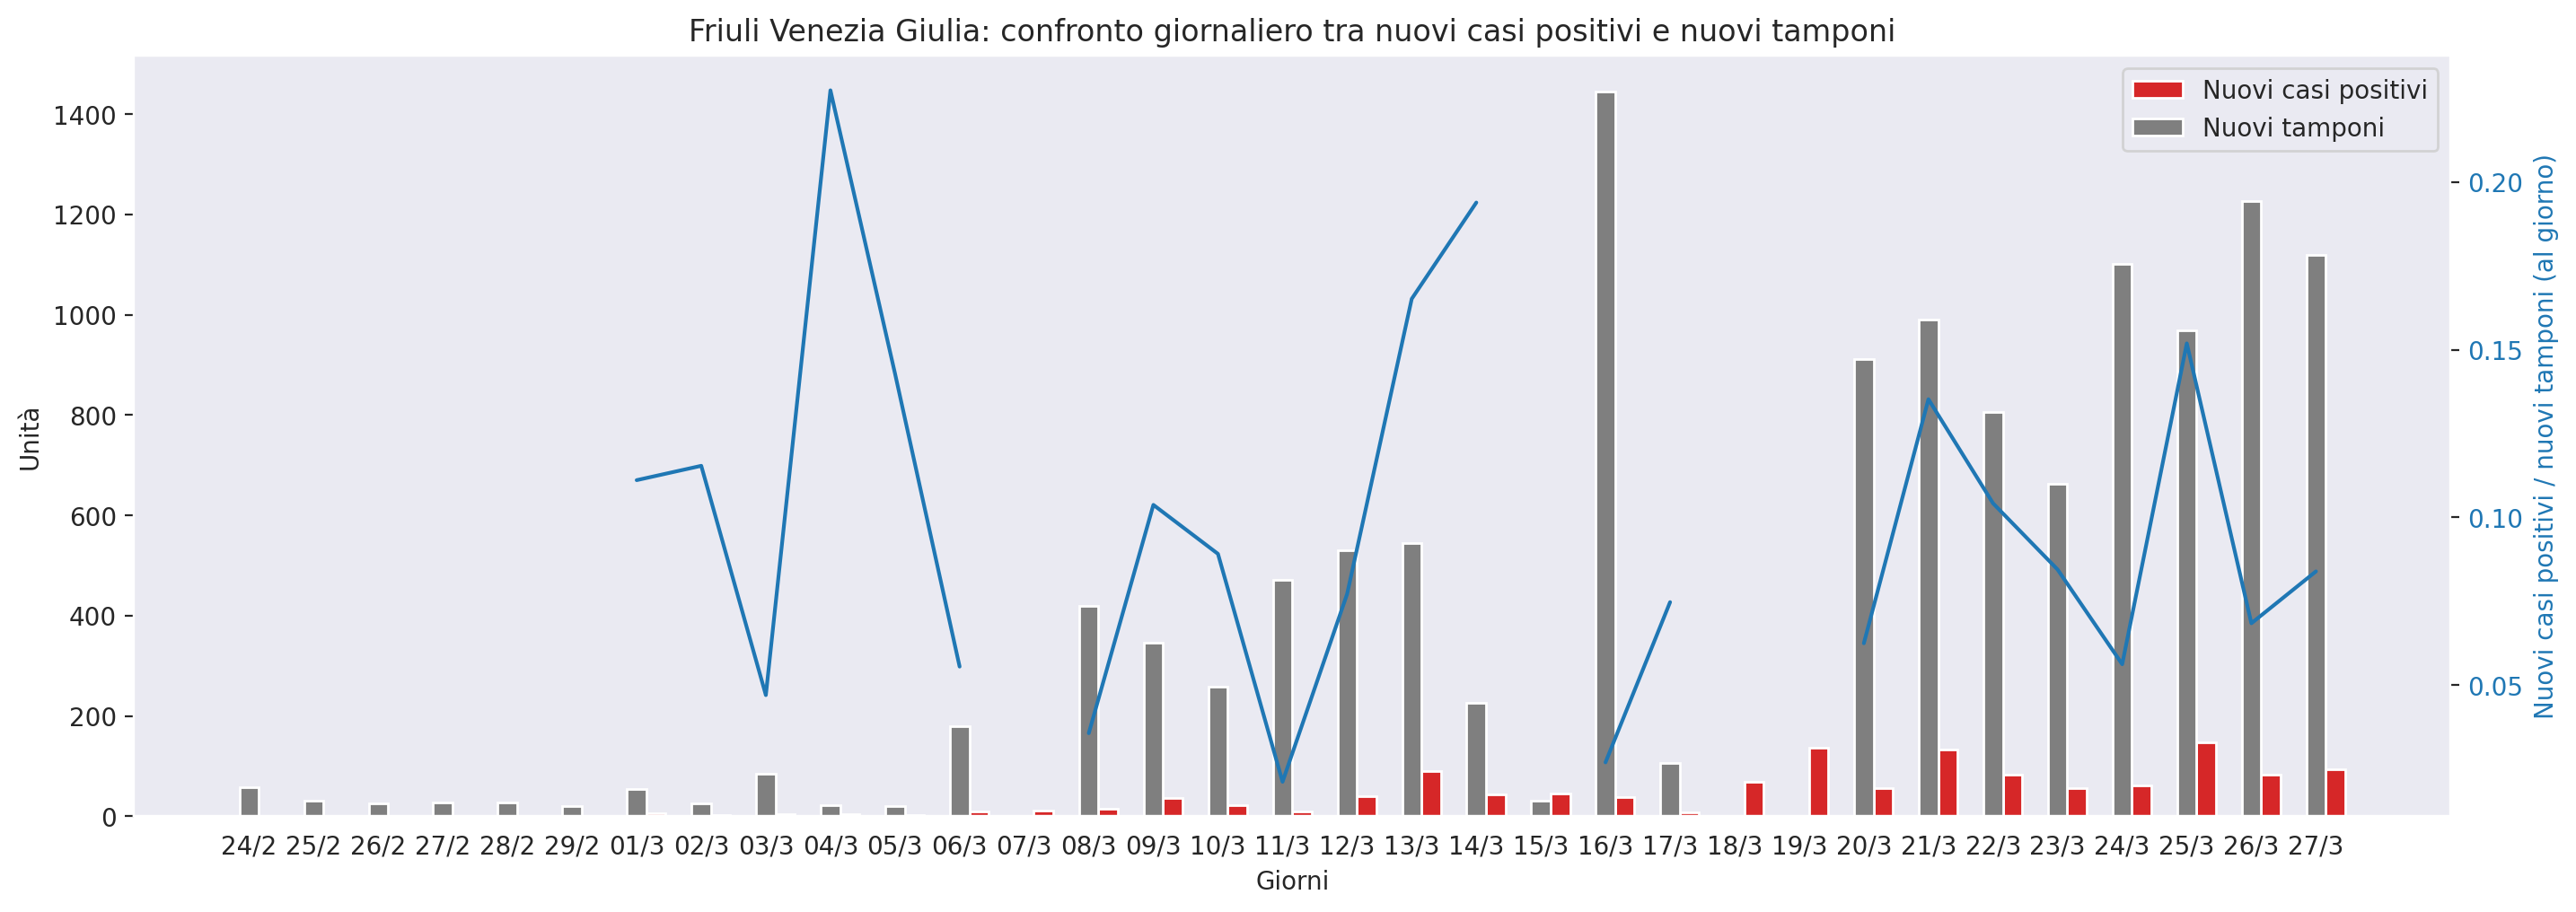 Friuli Venezia Giulia: confronto giornaliero tra nuovi casi positivi e nuovi tamponi
Nuovi casi positivi
Nuovi tamponi
Unità
1400
1200
1000
800
600
400
200
0
0.20
0.15
0.10
0.05
Nuovi casi positivi / nuovi tamponi (al giorno)
24/2 25/2 26/2 27/2 28/2 29/2 01/3 02/3 03/3 04/3 05/3 06/3 07/3 08/3 09/3 10/3 11/3 12/3 13/3 14/3 15/3 16/3 17/3 18/3 19/3 20/3 21/3 22/3 23/3 24/3 25/3 26/3 27/3
Giorni